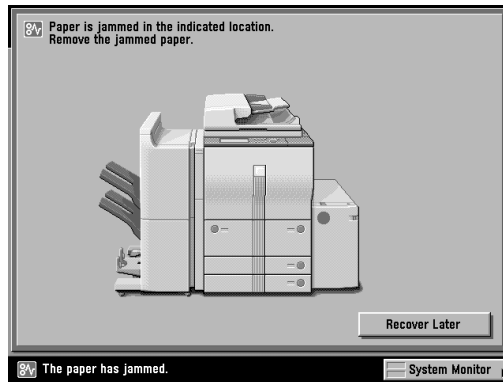 Paper is jammed in the indicated location.
Remove the jammed paper.
Recover Later
The paper has jammed.
System Monitor